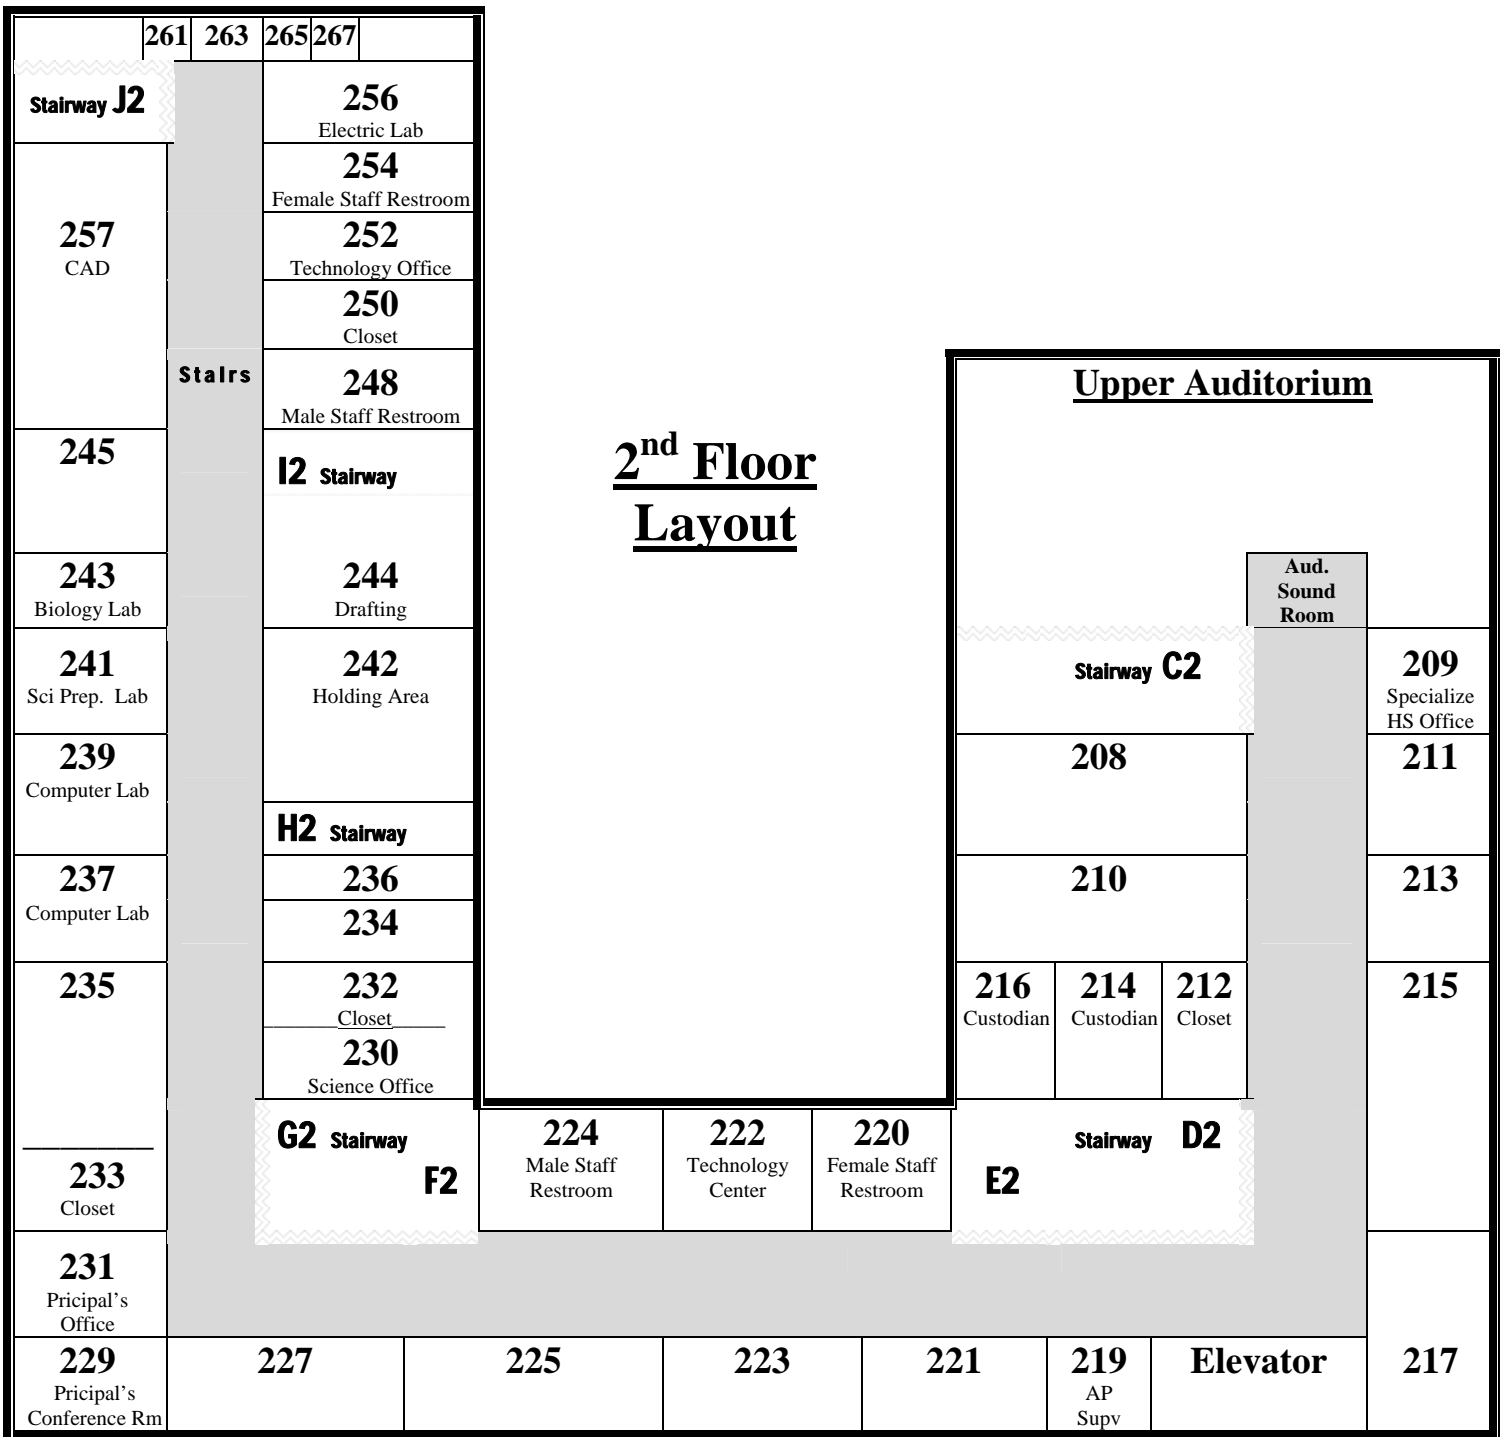 261 263 265 267
Stairway J2
256
Electric Lab
254
Female Staff Restroom
257
CAD
252
Technology Office
250
Closet
Stairs
248
Male Staff Restroom
Upper Auditorium
2nd Floor
Layout
245
I2 Stairway
243
Biology Lab
244
Drafting
Aud.
Sound
Room
241
Sci Prep. Lab
242
Holding Area
Stairway C2
209
Specialize
HS Office
239
Computer Lab
208
211
H2 Stairway
237
Computer Lab
236
234
210
213
235
232
Closet
230
Science Office
216
Custodian
214
Custodian
212
Closet
215
233
Closet
G2 Stairway
F2
224
Male Staff
Restroom
222
Technology
Center
220
Female Staff
Restroom
Stairway D2
E2
231
Pricipal's
Office
229
Pricipal's
Conference Rm
227
225
223
221
219
AP
Supv
Elevator
217